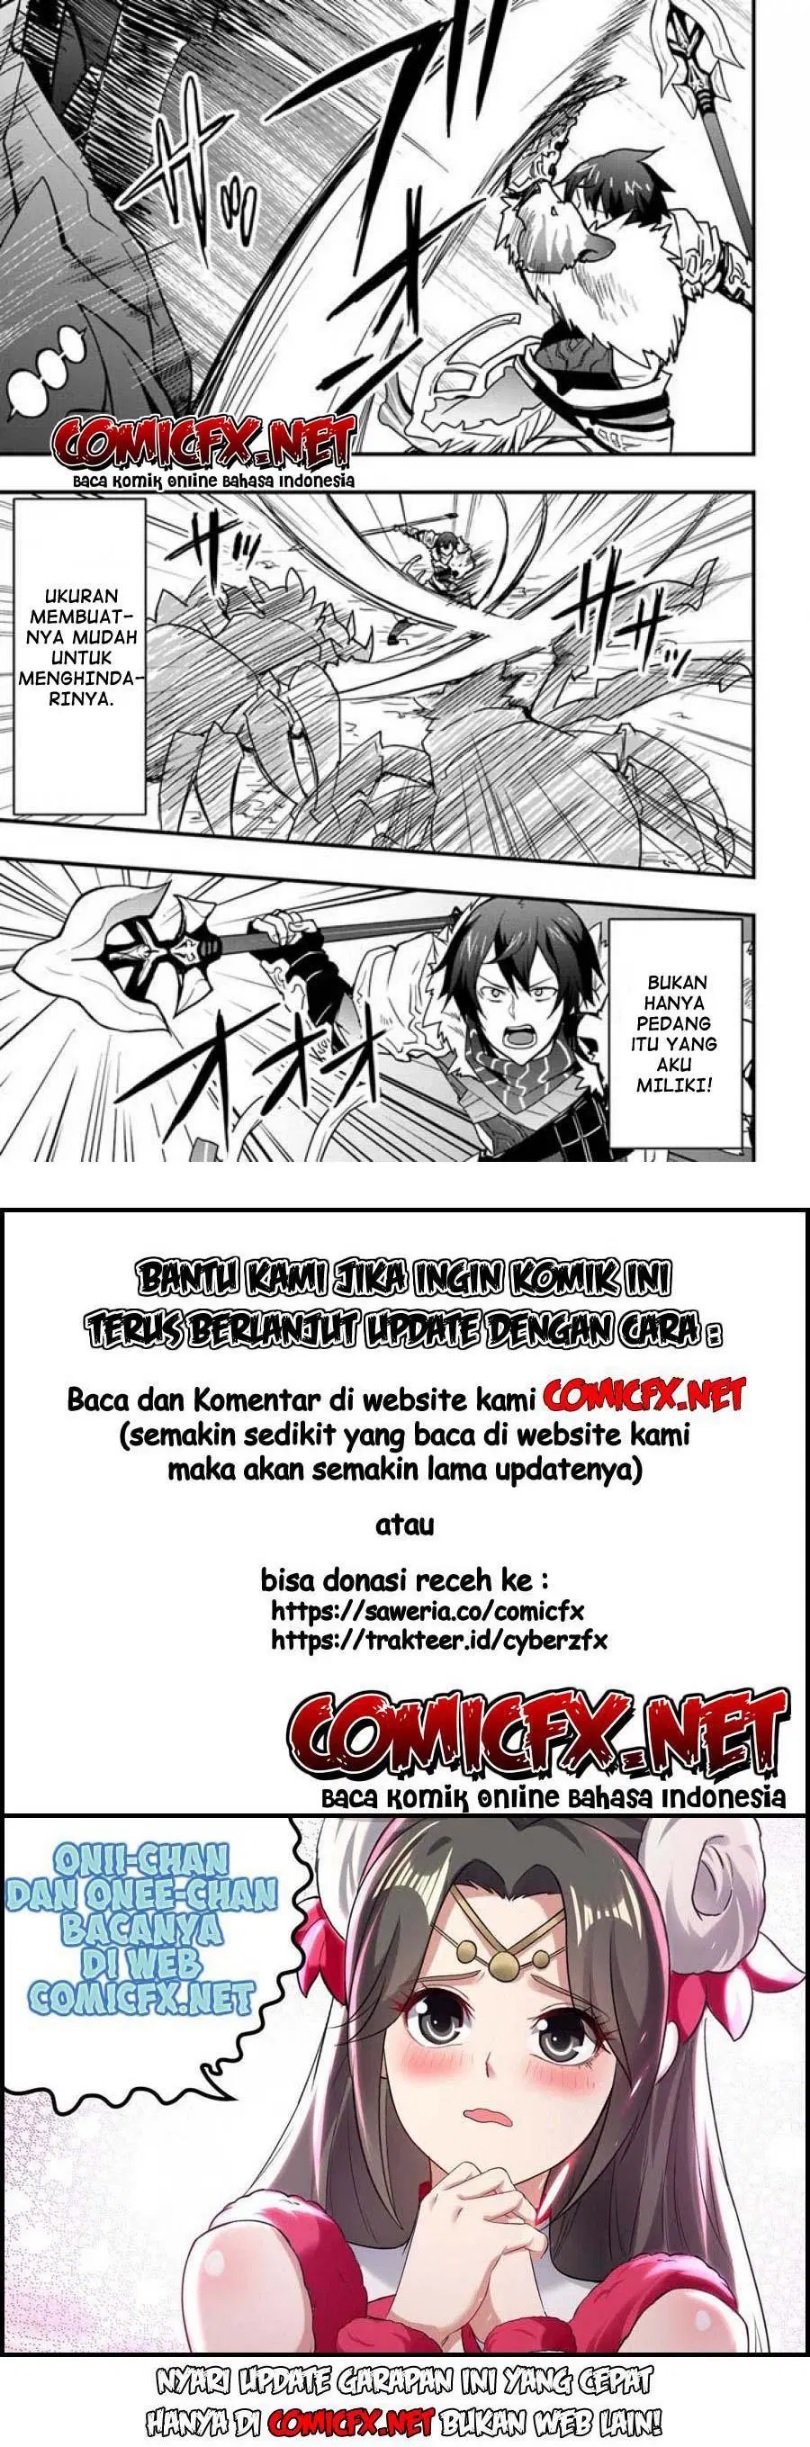 COMICFX.NET
Baca Komik Online Bahasa Indonesia
UKURAN
MEMBUAT-
NYA MUDAH
UNTUK
MENGHINDA-
RINYA.
BUKAN
HANYA
PEDANG
ITU YANG
AKU
MILIKI!
BANTU KAMI JIKA INGIN KOMIK INI
TERUS BERLANJUT UPDATE DENGAN CARA :
Baca dan Komentar di website kami COMICFX.NET
(semakin sedikit yang baca di website kami
maka akan semakin lama updatenya)
atau
bisa donasi receh ke :
https://saweria.co/comicfx
https://trakteer.id/cyberzfx
COMICFX.NET
Baca Komik Online Bahasa Indonesia
ONII-CHAN
DAN ONEE-CHAN
BACANYA
DI WEB
COMICFX.NET
NYARI UPDATE GARAPAN INI YANG CEPAT
HANYA DI COMICFX.NET BUKAN WEB LAIN!